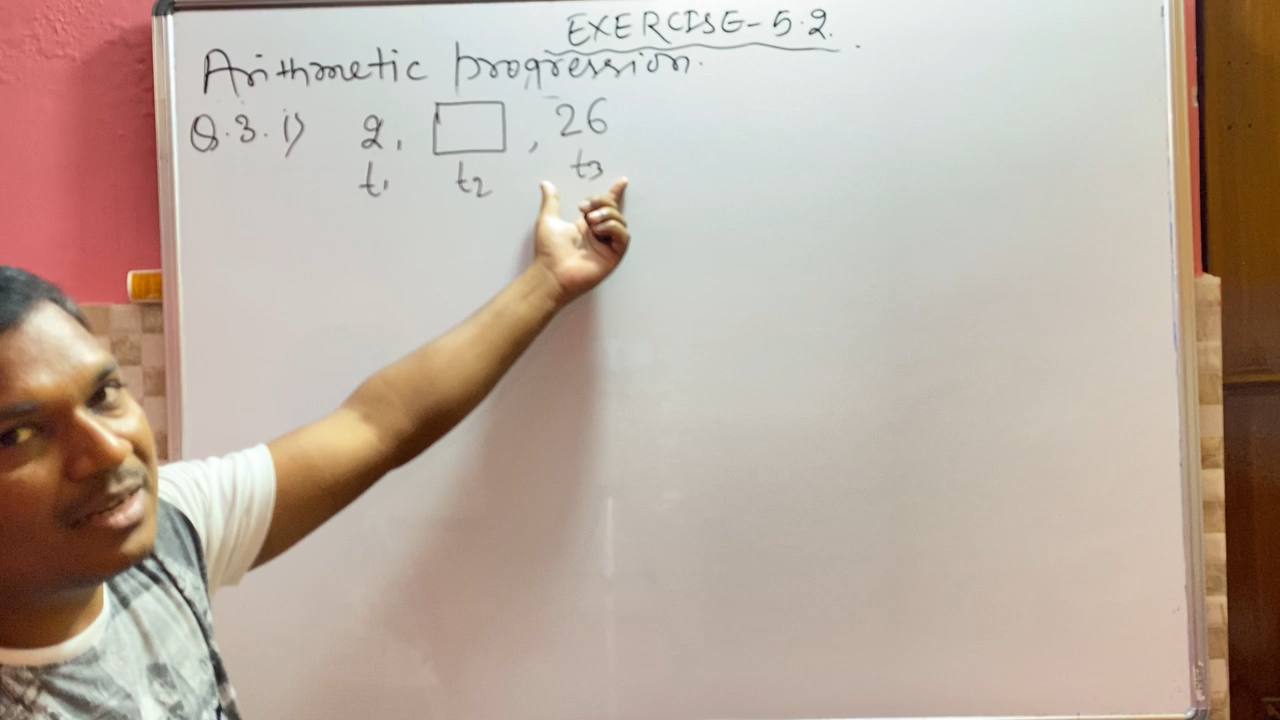 EXERCISE-5.2.
Arithmetic progression.
Q.3. i) 2, , 26
t1 t2 t3